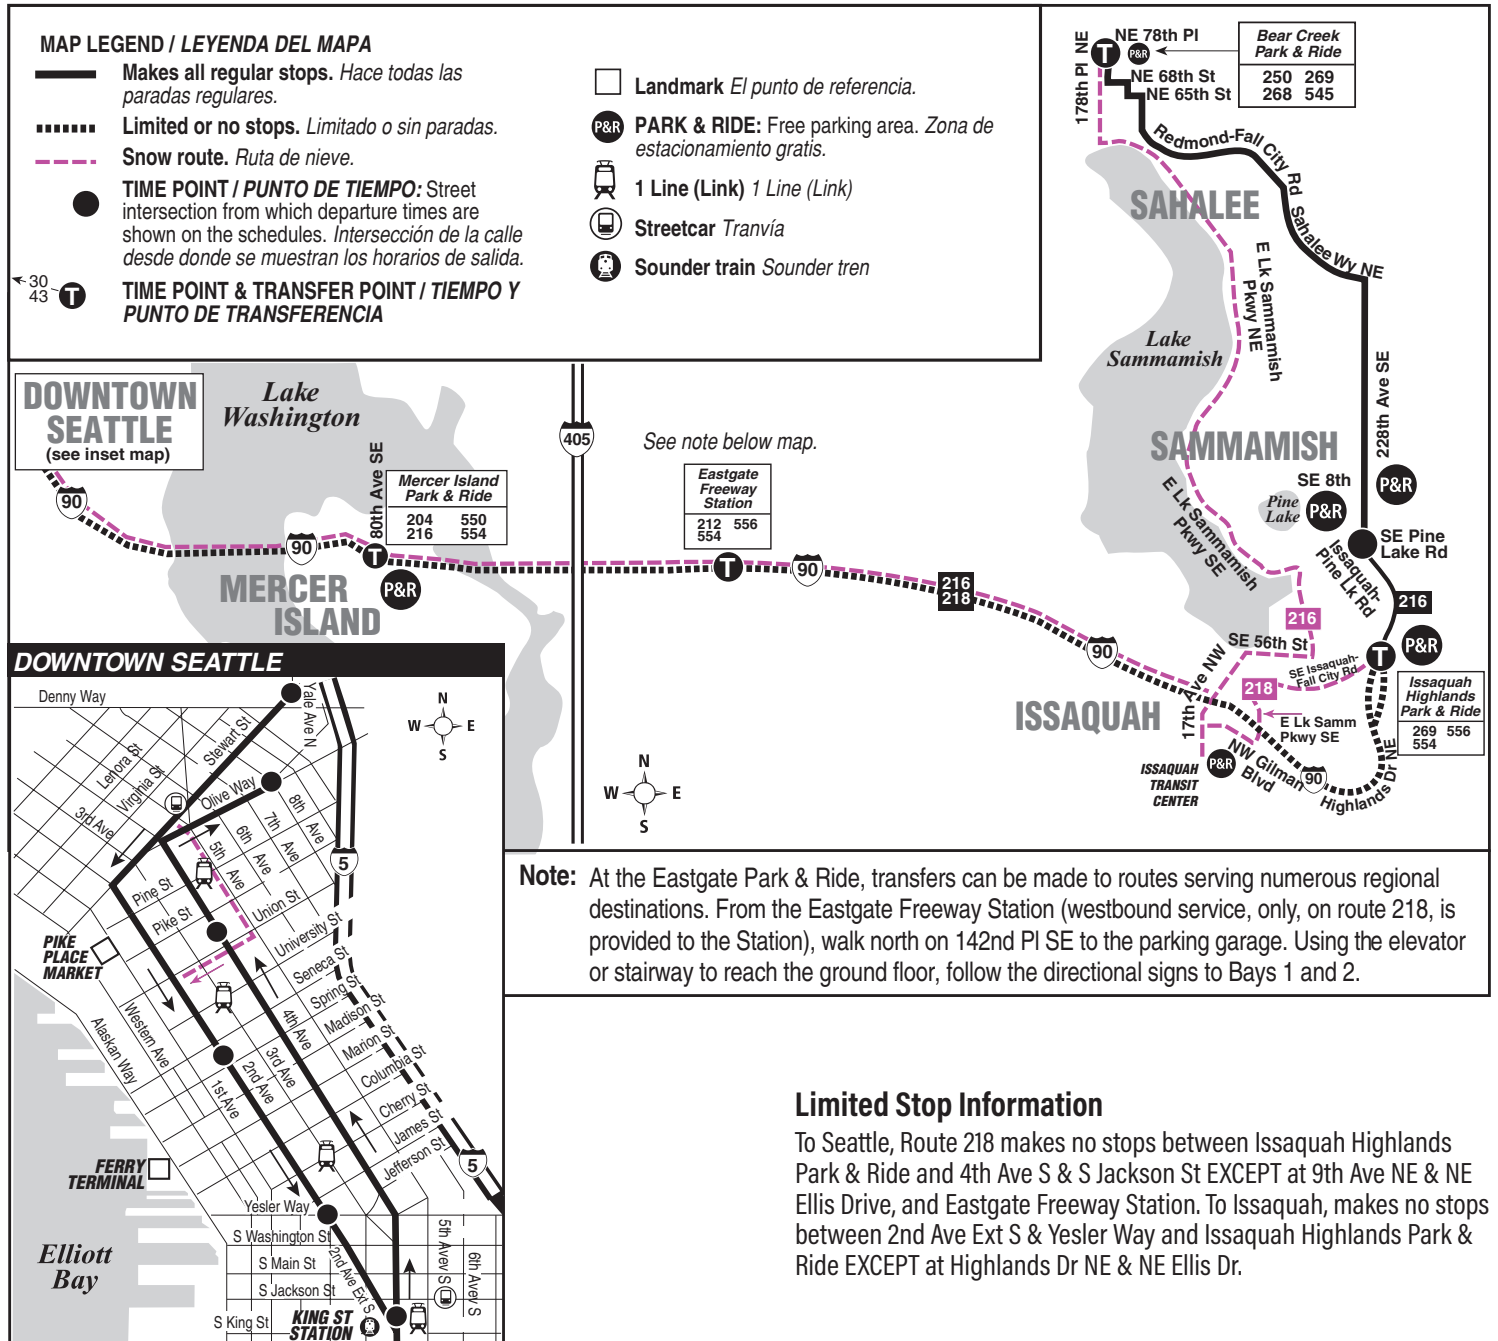 MAP LEGEND / LEYENDA DEL MAPA
Makes all regular stops. Hace todas las
paradas regulares.
Limited or no stops. Limitado o sin paradas.
Snow route. Ruta de nieve.
TIME POINT / PUNTO DE TIEMPO: Street
intersection from which departure times are
shown on the schedules. Intersección de la calle
desde donde se muestran los horarios de salida.
30
43
T
TIME POINT & TRANSFER POINT / TIEMPO Y
PUNTO DE TRANSFERENCIA
Landmark El punto de referencia.
P&R
PARK & RIDE: Free parking area. Zona de
estacionamiento gratis.
1 Line (Link) 1 Line (Link)
Streetcar Tranvía
Sounder train Sounder tren
178th Pl NE
T
NE 78th Pl
P&R
Bear Creek
Park & Ride
250 269
268 545
NE 68th St
NE 65th St
Redmond-Fall City Rd
SAHALEE
Sahalee Wy NE
E Lk Sammamish
Pkwy NE
Lake
Sammamish
228th Ave SE
SAMMAMISH
SE 8th
P&R
P&R
Pine
Lake
E Lk Sammamish
Pkwy SE
SE Pine
Lake Rd
Issaquah-
Pine Lk Rd
216
216
P&R
SE 56th St
T
SE Issaquah-
Fall City Rd
218
Issaquah
Highlands
Park & Ride
269 556
554
E Lk Samm
Pkwy SE
17th Ave NW
ISSAQUAH
ISSAQUAH
TRANSIT
CENTER
P&R
NW Gilman
Blvd
90
Highlands Dr NE
DOWNTOWN
SEATTLE
(see inset map)
Lake
Washington
90
90
80th Ave SE
Mercer Island
Park & Ride
204 550
216 554
T
P&R
MERCER
ISLAND
405
See note below map.
Eastgate
Freeway
Station
212 556
554
T
90
216
218
90
N
W E
S
DOWNTOWN SEATTLE
Denny Way
Yale Ave N
N
W E
S
Stewart St
Lenora St
Virginia St
Olive Way
3rd Ave
8th Ave
7th Ave
6th Ave
5th Ave
5
Pine St
Pike St
Union St
University St
Seneca St
Spring St
Madison St
Marion St
Columbia St
Cherry St
James St
Jefferson St
PIKE
PLACE
MARKET
Western Ave
Alaskan Way
4th Ave
3rd Ave
2nd Ave
1st Ave
5
FERRY
TERMINAL
Yesler Way
S Washington St
S Main St
S Jackson St
S King St
2nd Ave Ext S
5th Avev S
6th Avev S
KING ST
STATION
Elliott
Bay
Note: At the Eastgate Park & Ride, transfers can be made to routes serving numerous regional
destinations. From the Eastgate Freeway Station (westbound service, only, on route 218, is
provided to the Station), walk north on 142nd Pl SE to the parking garage. Using the elevator
or stairway to reach the ground floor, follow the directional signs to Bays 1 and 2.
Limited Stop Information
To Seattle, Route 218 makes no stops between Issaquah Highlands
Park & Ride and 4th Ave S & S Jackson St EXCEPT at 9th Ave NE & NE
Ellis Drive, and Eastgate Freeway Station. To Issaquah, makes no stops
between 2nd Ave Ext S & Yesler Way and Issaquah Highlands Park &
Ride EXCEPT at Highlands Dr NE & NE Ellis Dr.